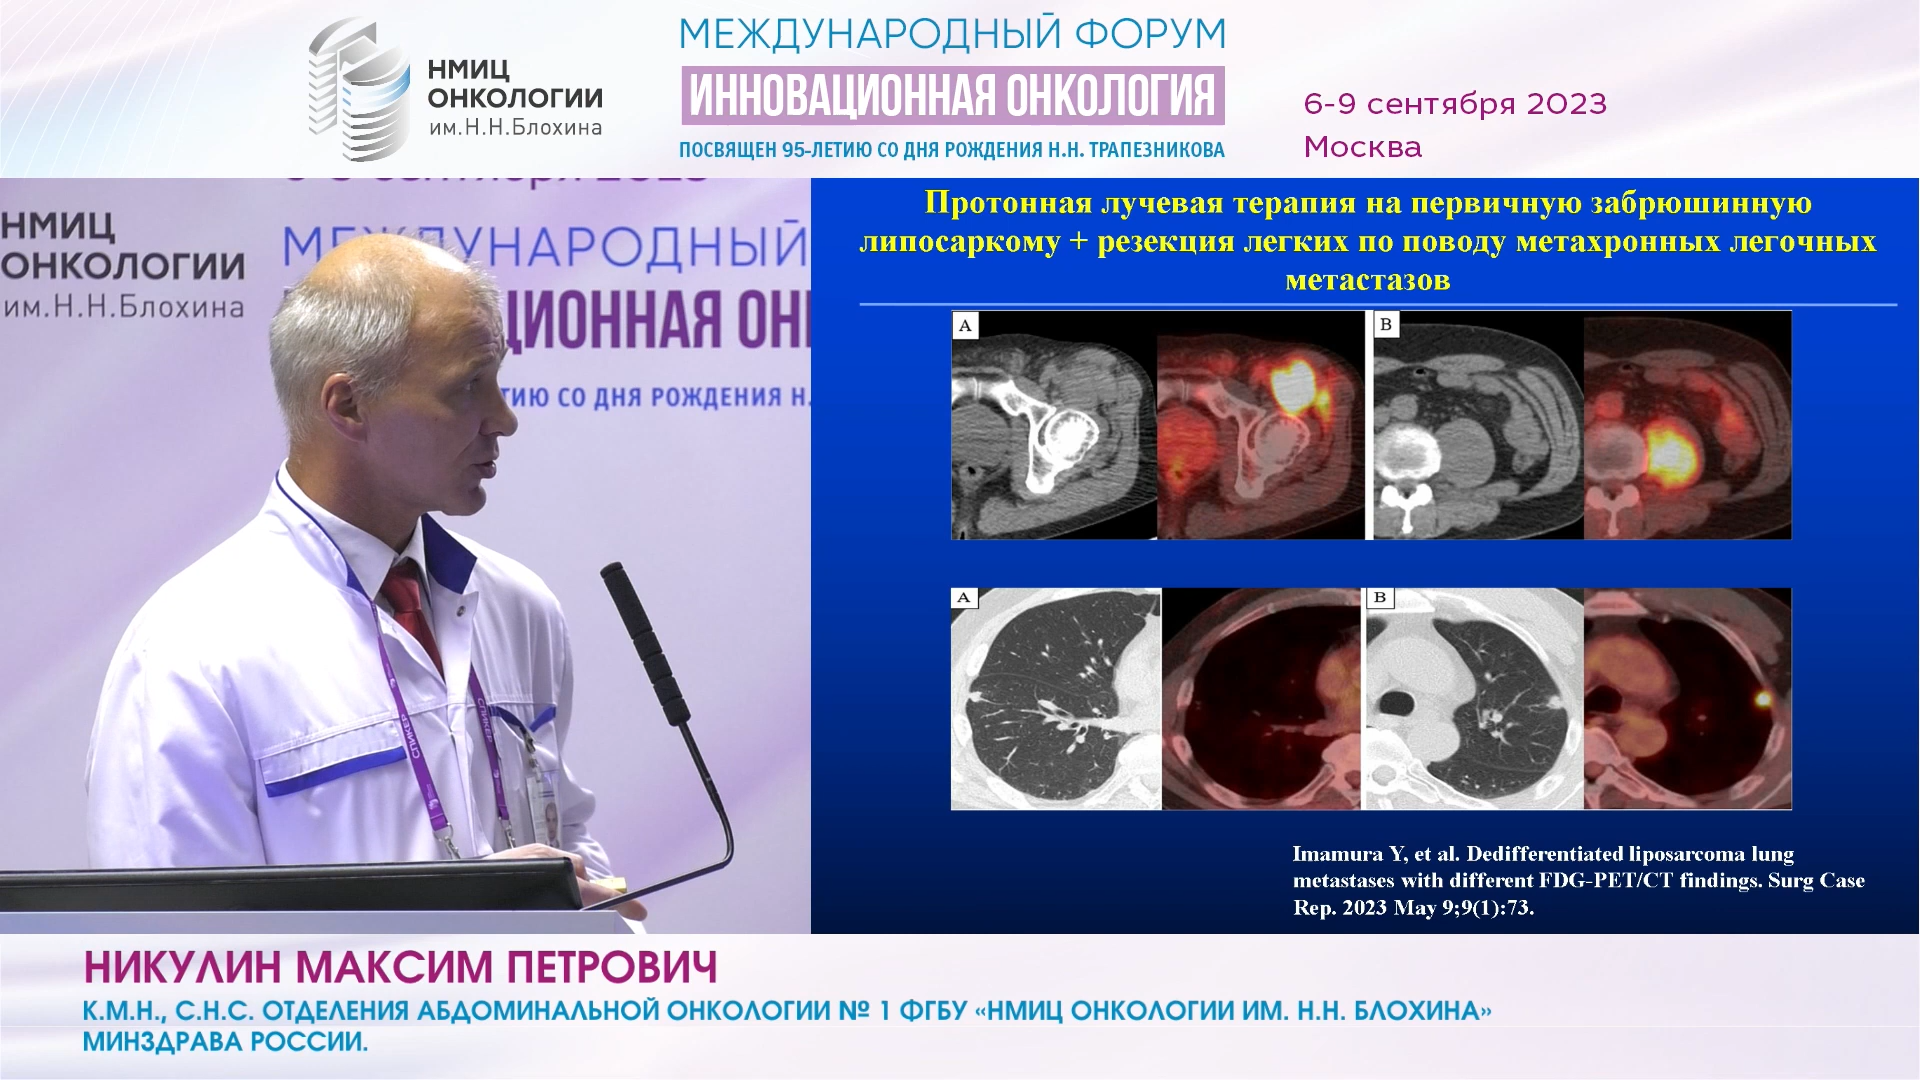 НМИЦ
ОНКОЛОГИИ
им.Н.Н.Блохина
МЕЖДУНАРОДНЫЙ ФОРУМ
ИННОВАЦИОННАЯ ОНКОЛОГИЯ
ПОСВЯЩЕН 95-ЛЕТИЮ СО ДНЯ РОЖДЕНИЯ Н.Н. ТРАПЕЗНИКОВА
6-9 сентября 2023
Москва
НМИЦ
ОНКОЛОГИИ
им.Н.Н.Блохина
МЕЖДУНАРОДНЫЙ
ЦИОННАЯ ОН
ТИЮ СО ДНЯ РОЖДЕНИЯ Н.
СПИКЕР
СПИКЕР
Протонная лучевая терапия на первичную забрюшинную
липосаркому + резекция легких по поводу метахронных легочных
метастазов
A
B
A
B
Imamura Y, et al. Dedifferentiated liposarcoma lung
metastases with different FDG-PET/CT findings. Surg Case
Rep. 2023 May 9;9(1):73.
НИКУЛИН МАКСИМ ПЕТРОВИЧ
К.М.Н., С.Н.С. ОТДЕЛЕНИЯ АБДОМИНАЛЬНОЙ ОНКОЛОГИИ № 1 ФГБУ «НМИЦ ОНКОЛОГИИ ИМ. Н.Н. БЛОХИНА»
МИНЗДРАВА РОССИИ.